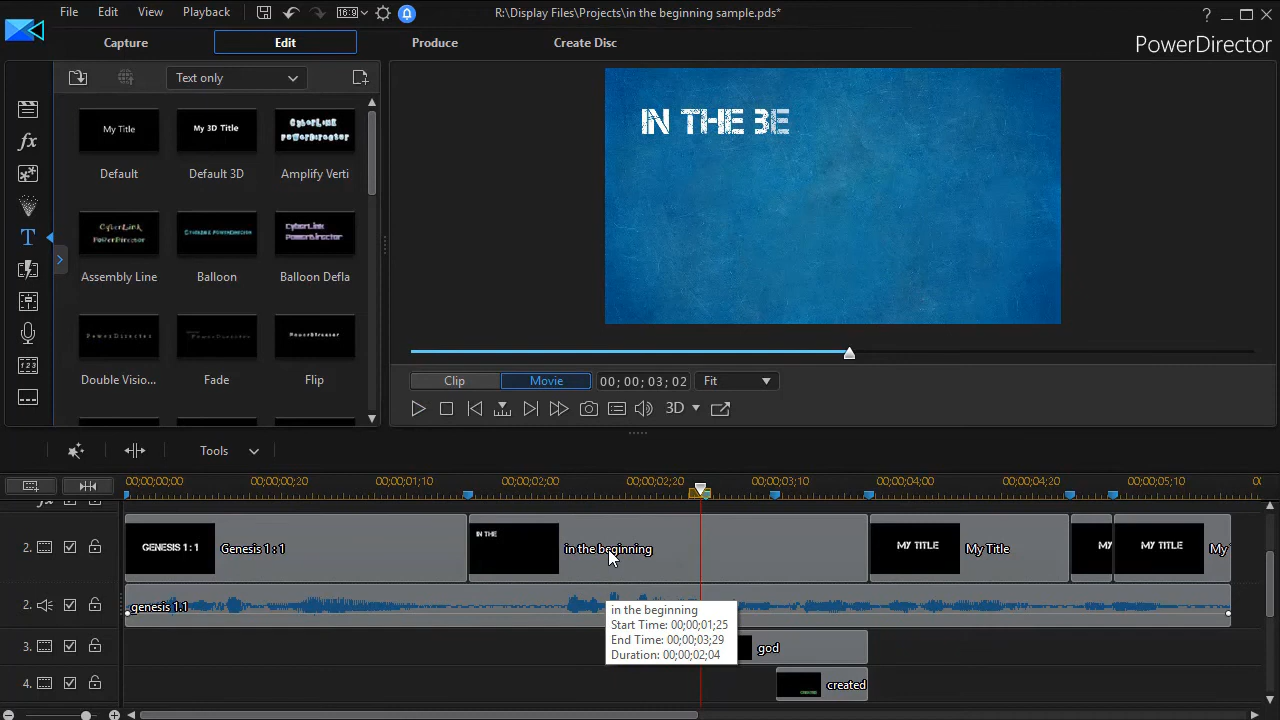 File Edit View Playback 16:9 R:\Display Files\Projects\in the beginning sample.pds* ?
Capture Edit Produce Create Disc PowerDirector
Text only
My Title My 3D Title CyberLink PowerDirector
Default Default 3D Amplify Verti
CyberLink PowerDirector CYBERLINK POWERDIRECTOR CYBERLINK POWERDIRECTOR
Assembly Line Balloon Balloon Defla
PowerDirector PowerDirector PowerDirector
Double Visio... Fade Flip
fx
T
IN THE BE
Clip Movie 00; 00; 03; 02 Fit
3D
Tools
00;00;00;00 00;00;00;20 00;00;01;10 00;00;02;00 00;00;02;20 00;00;03;10 00;00;04;00 00;00;04;20 00;00;05;10 00
fx
2. GENESIS 1 : 1 Genesis 1 : 1 IN THE in the beginning MY TITLE My Title MY MY TITLE My
2. genesis 1.1
in the beginning
Start Time: 00;00;01;25
End Time: 00;00;03;29
Duration: 00;00;02;04
3. god
4. created